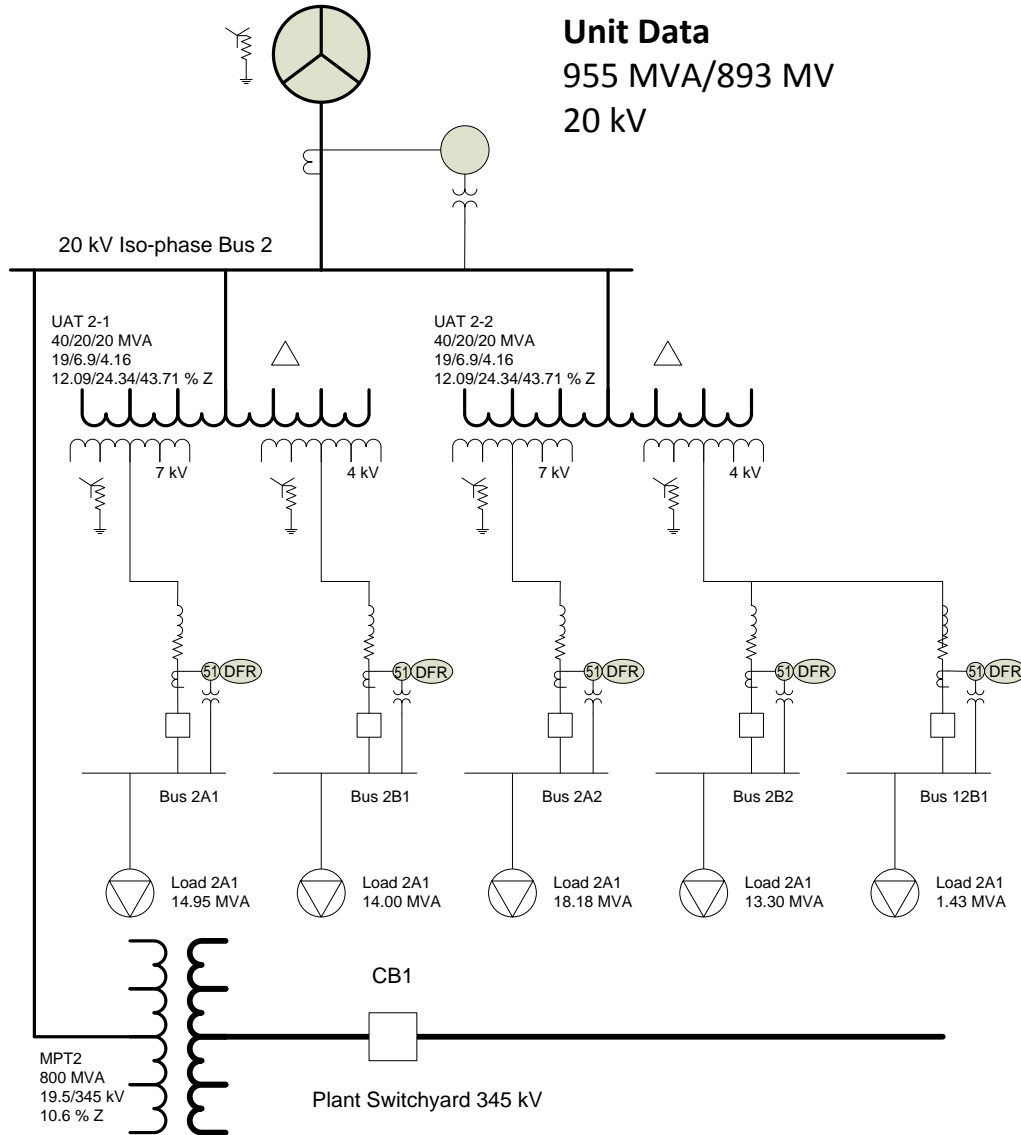 Unit Data
955 MVA/893 MV
20 kV
20 kV Iso-phase Bus 2
UAT 2-1
40/20/20 MVA
19/6.9/4.16
12.09/24.34/43.71 % Z
UAT 2-2
40/20/20 MVA
19/6.9/4.16
12.09/24.34/43.71 % Z
7 kV
4 kV
7 kV
4 kV
51 DFR
51 DFR
51 DFR
51 DFR
51 DFR
Bus 2A1
Bus 2B1
Bus 2A2
Bus 2B2
Bus 12B1
Load 2A1
14.95 MVA
Load 2A1
14.00 MVA
Load 2A1
18.18 MVA
Load 2A1
13.30 MVA
Load 2A1
1.43 MVA
CB1
MPT2
800 MVA
19.5/345 kV
10.6 % Z
Plant Switchyard 345 kV